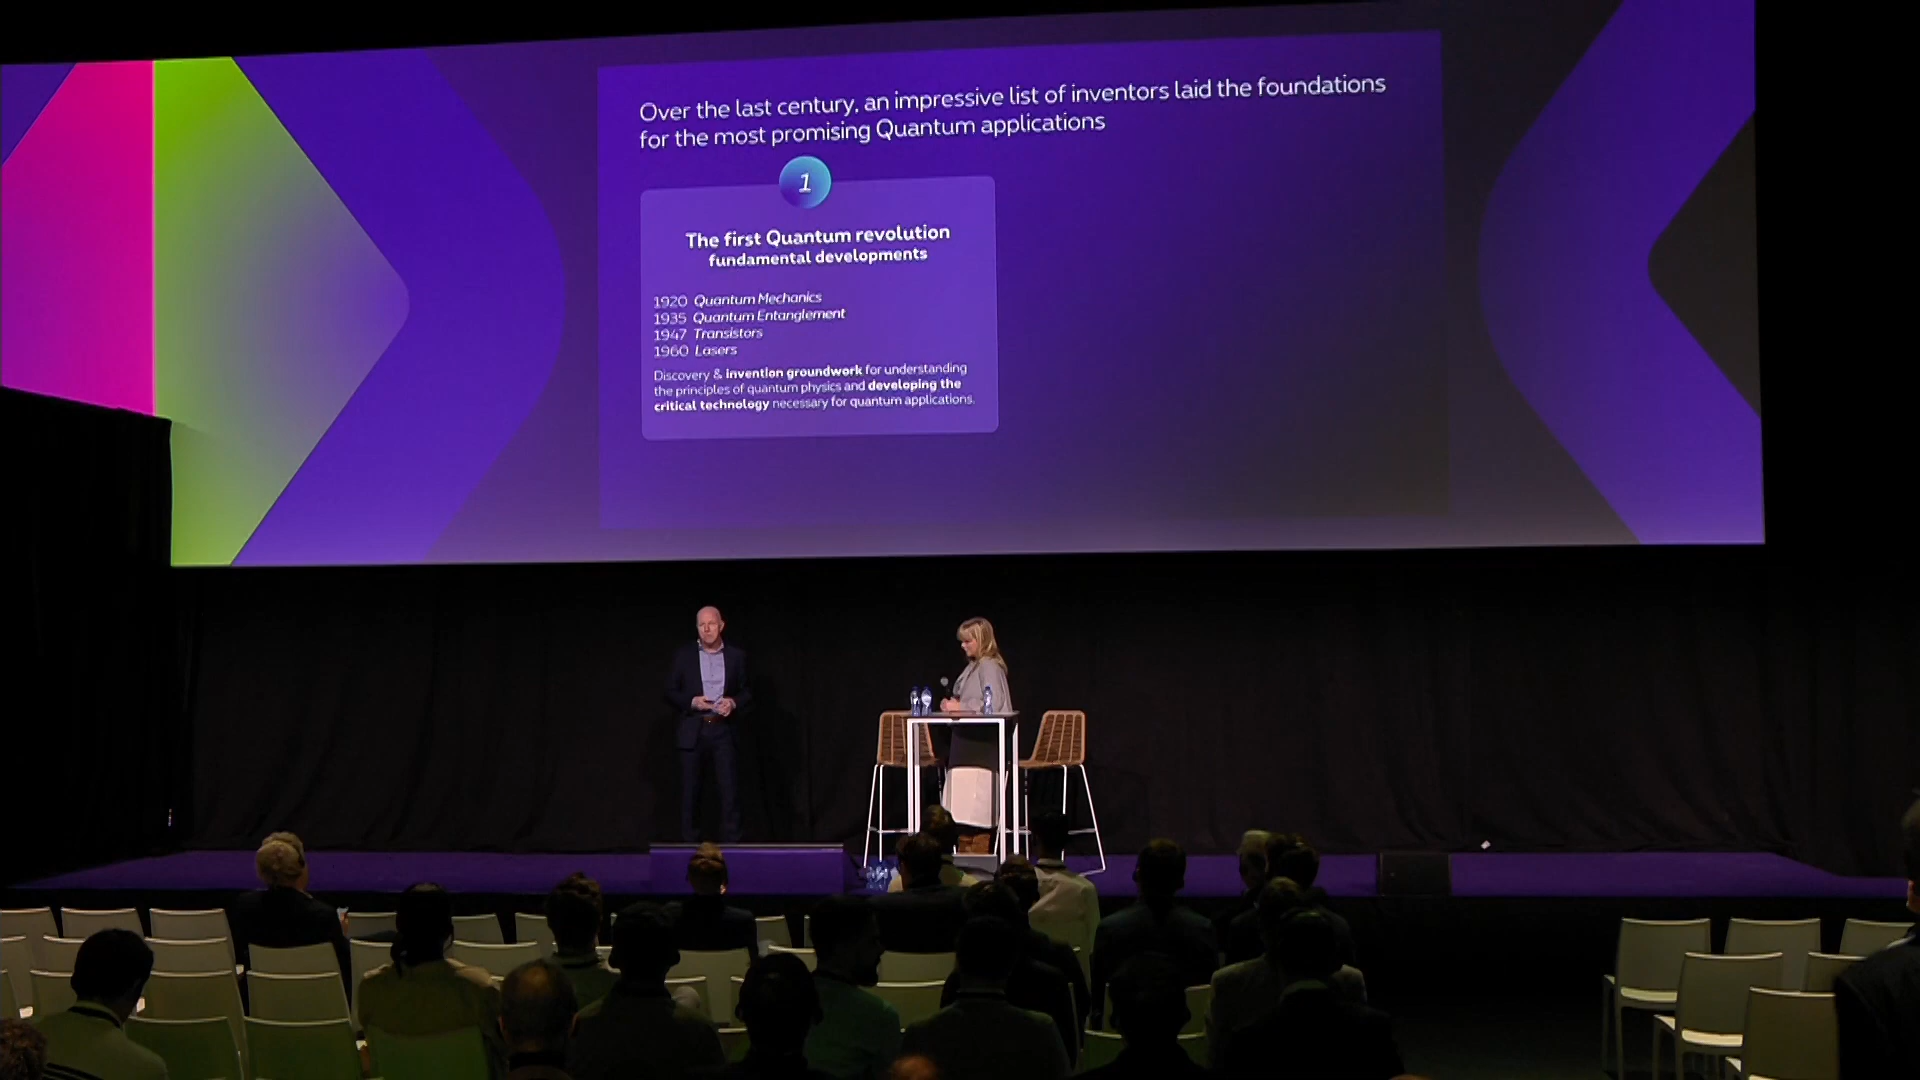 Over the last century, an impressive list of inventors laid the foundations
for the most promising Quantum applications
1
The first Quantum revolution
fundamental developments
1920 Quantum Mechanics
1935 Quantum Entanglement
1947 Transistors
1960 Lasers
Discovery & invention groundwork for understanding
the principles of quantum physics and developing the
critical technology necessary for quantum applications.